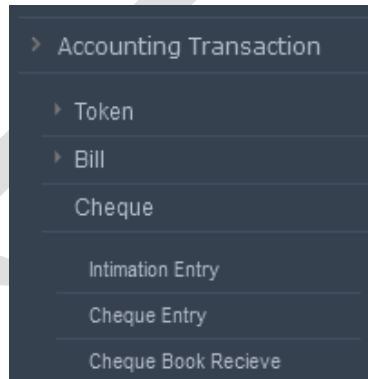 Accounting Transaction
Token
Bill
Cheque
Intimation Entry
Cheque Entry
Cheque Book Recieve